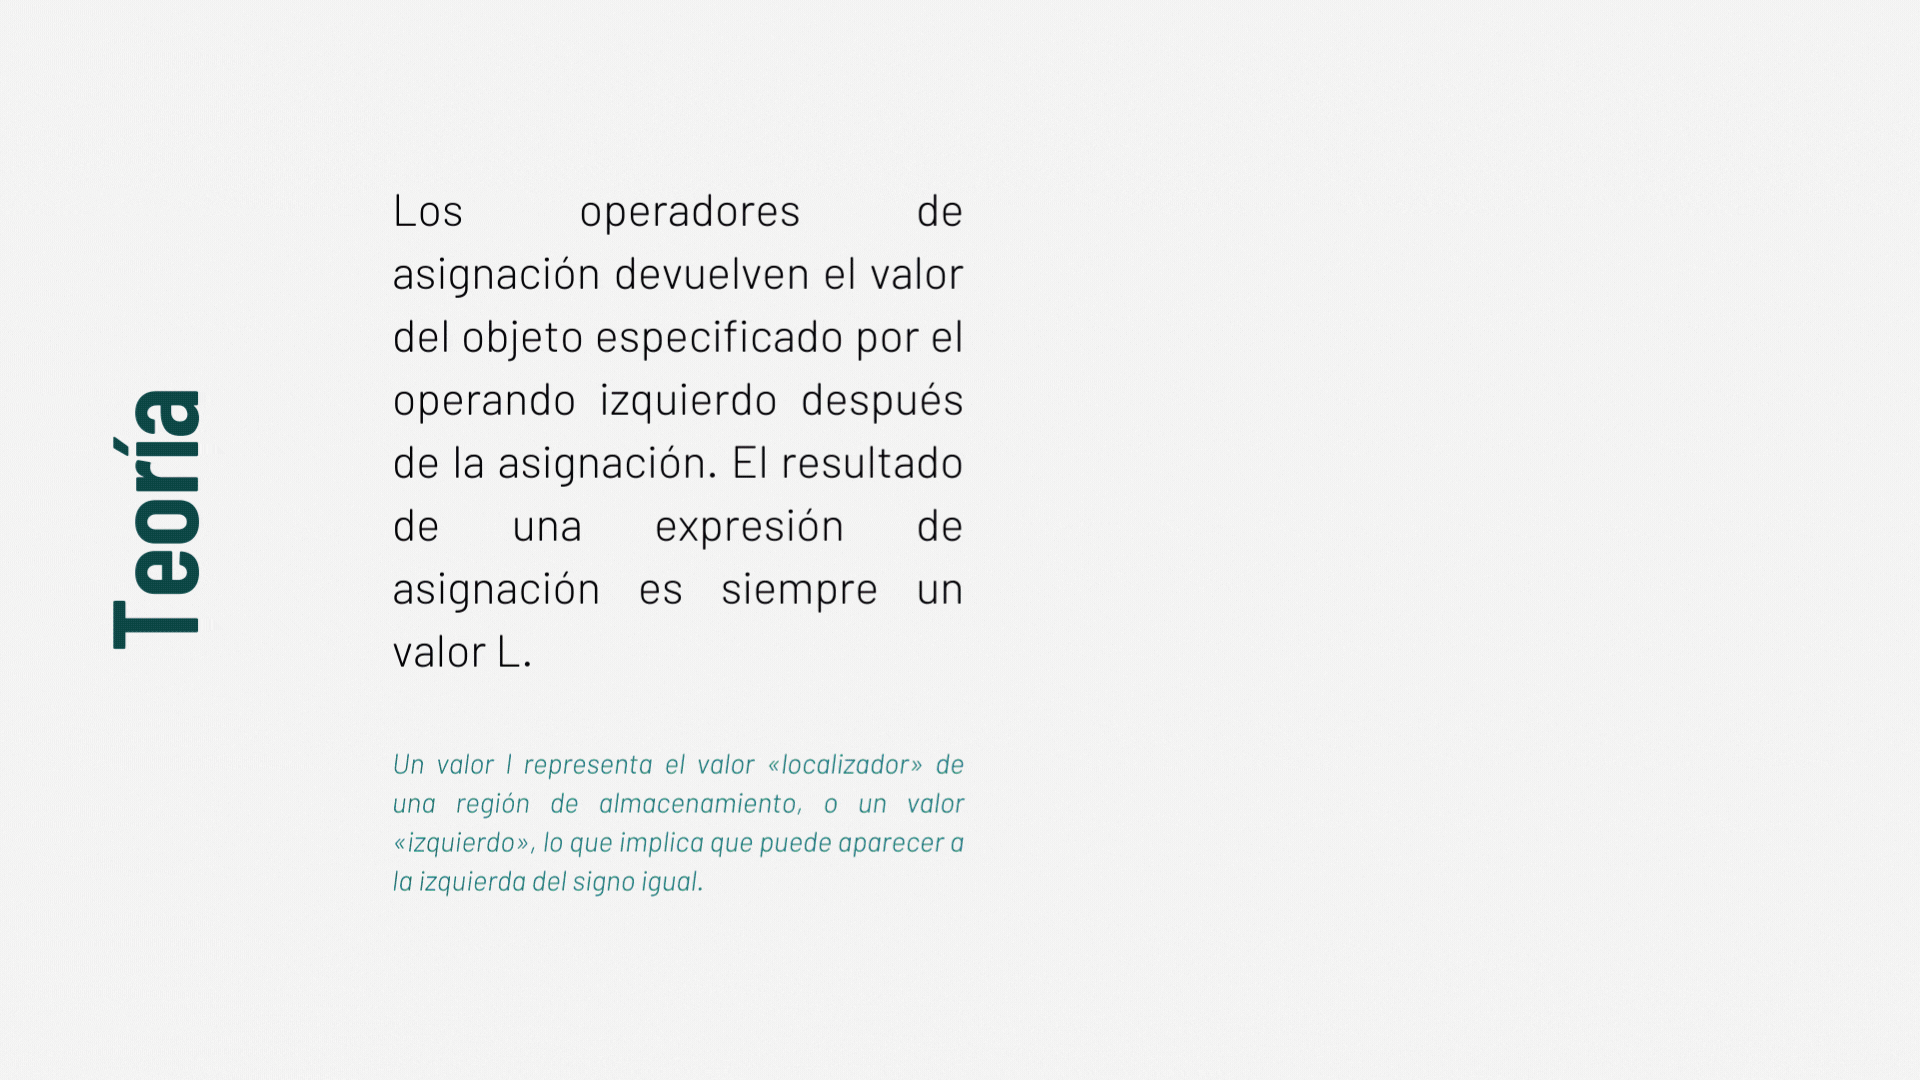 Teoría
Los operadores de
asignación devuelven el valor
del objeto especificado por el
operando izquierdo después
de la asignación. El resultado
de una expresión de
asignación es siempre un
valor L.
Un valor l representa el valor «localizador» de
una región de almacenamiento, o un valor
«izquierdo», lo que implica que puede aparecer a
la izquierda del signo igual.